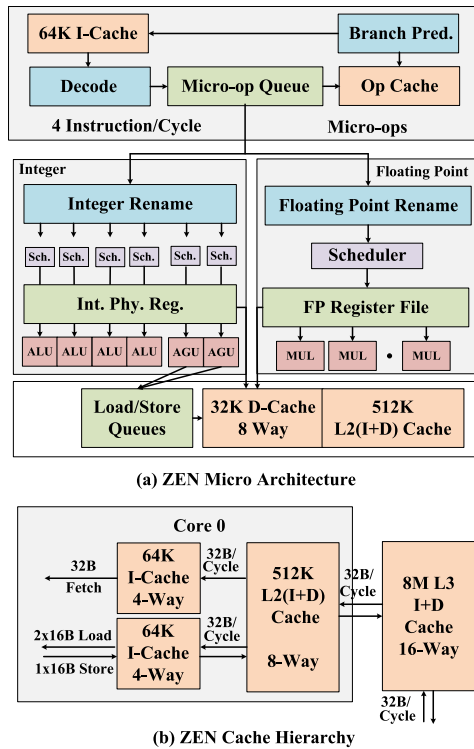 64K I-Cache
Branch Pred.
Decode
Micro-op Queue
Op Cache
4 Instruction/Cycle
Micro-ops
Integer
Floating Point
Integer Rename
Floating Point Rename
Sch.
Sch.
Sch.
Sch.
Sch.
Sch.
Scheduler
Int. Phy. Reg.
FP Register File
ALU
ALU
ALU
ALU
AGU
AGU
MUL
MUL
MUL
Load/Store
Queues
32K D-Cache
8 Way
512K
L2(I+D) Cache
(a) ZEN Micro Architecture
Core 0
32B
Fetch
64K
I-Cache
4-Way
32B/
Cycle
512K
L2(I+D)
Cache
8-Way
32B/
Cycle
8M L3
I+D
Cache
16-Way
2x16B Load
1x16B Store
64K
I-Cache
4-Way
32B/
Cycle
32B/
Cycle
(b) ZEN Cache Hierarchy